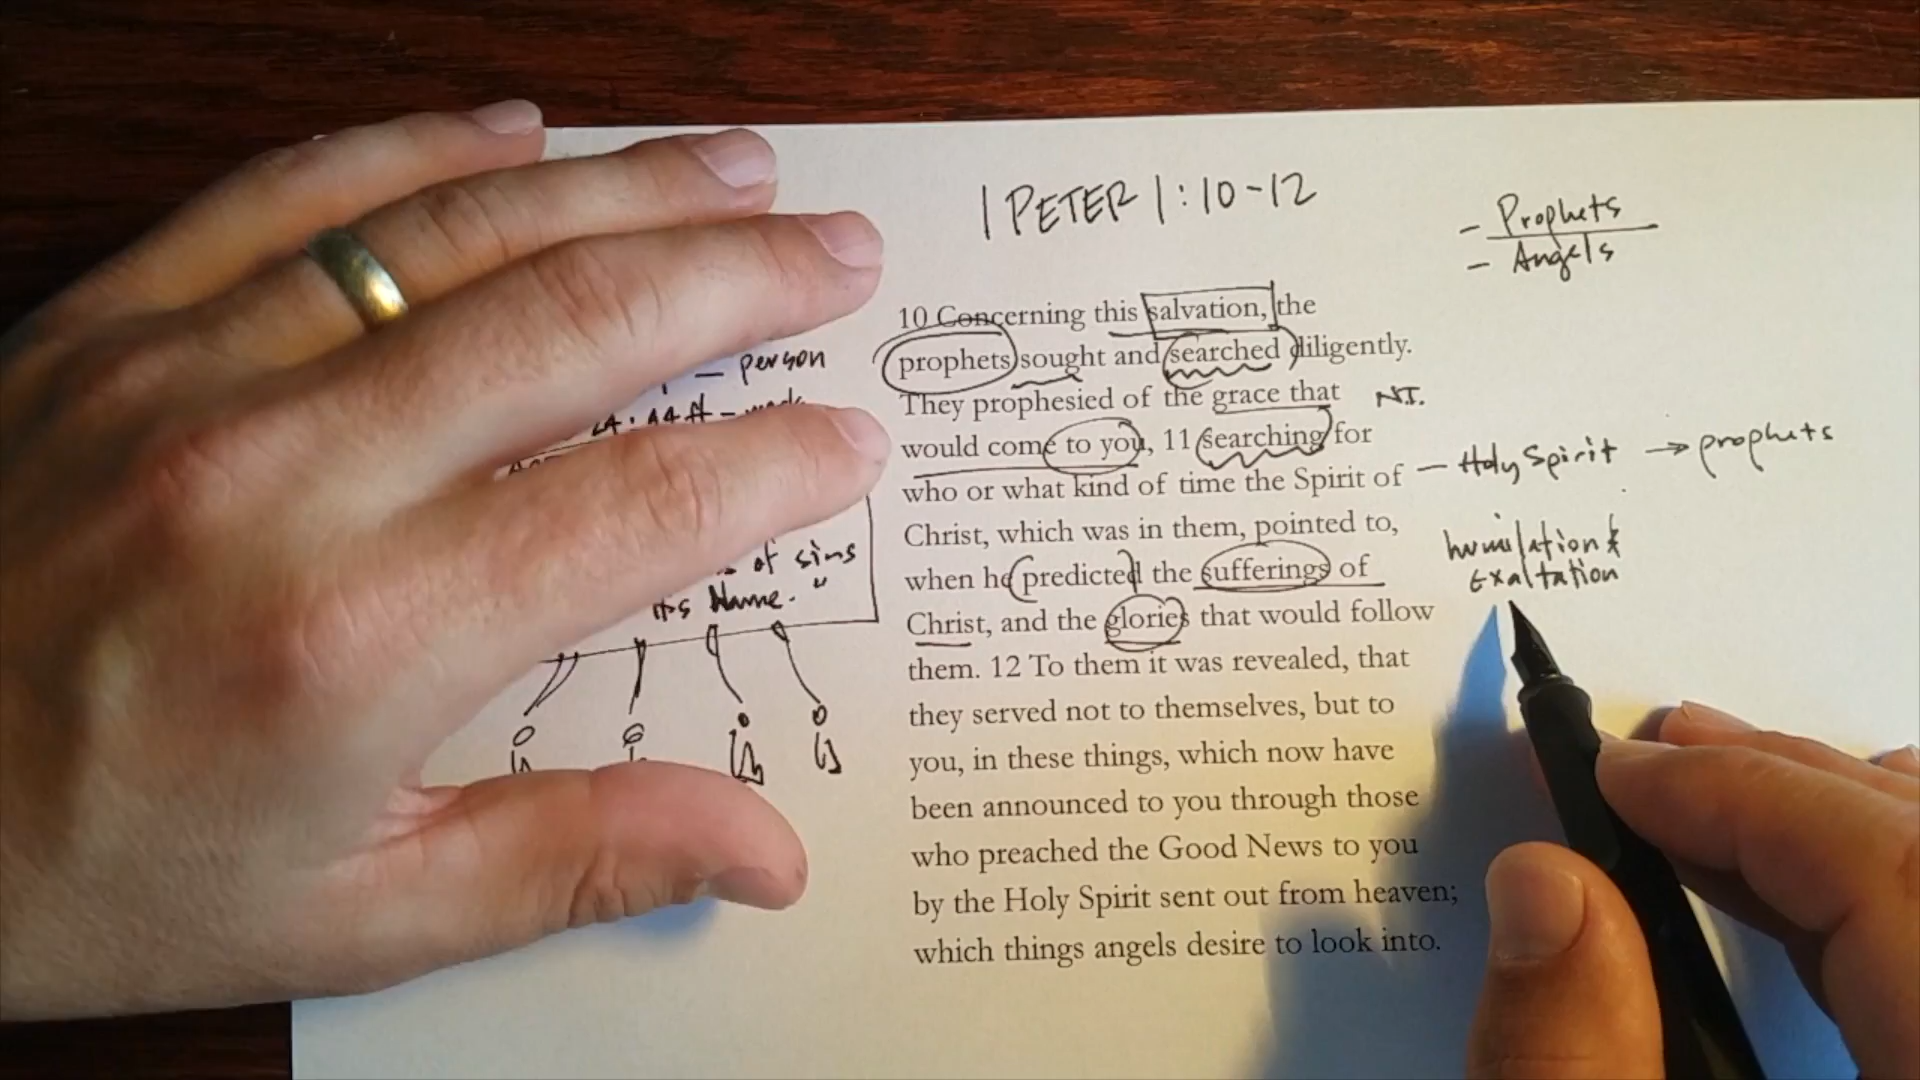 1 PETER 1:10-12
- Prophets
- Angels
10 Concerning this salvation, the
prophets sought and searched diligently.
They prophesied of the grace that
would come to you, 11 searching for
who or what kind of time the Spirit of
Christ, which was in them, pointed to,
when he predicted the sufferings of
Christ, and the glories that would follow
them. 12 To them it was revealed, that
they served not to themselves, but to
you, in these things, which now have
been announced to you through those
who preached the Good News to you
by the Holy Spirit sent out from heaven;
which things angels desire to look into.
N.T.
- Holy Spirit → prophets
humilation &
Exaltation
- person
of sins
Name."